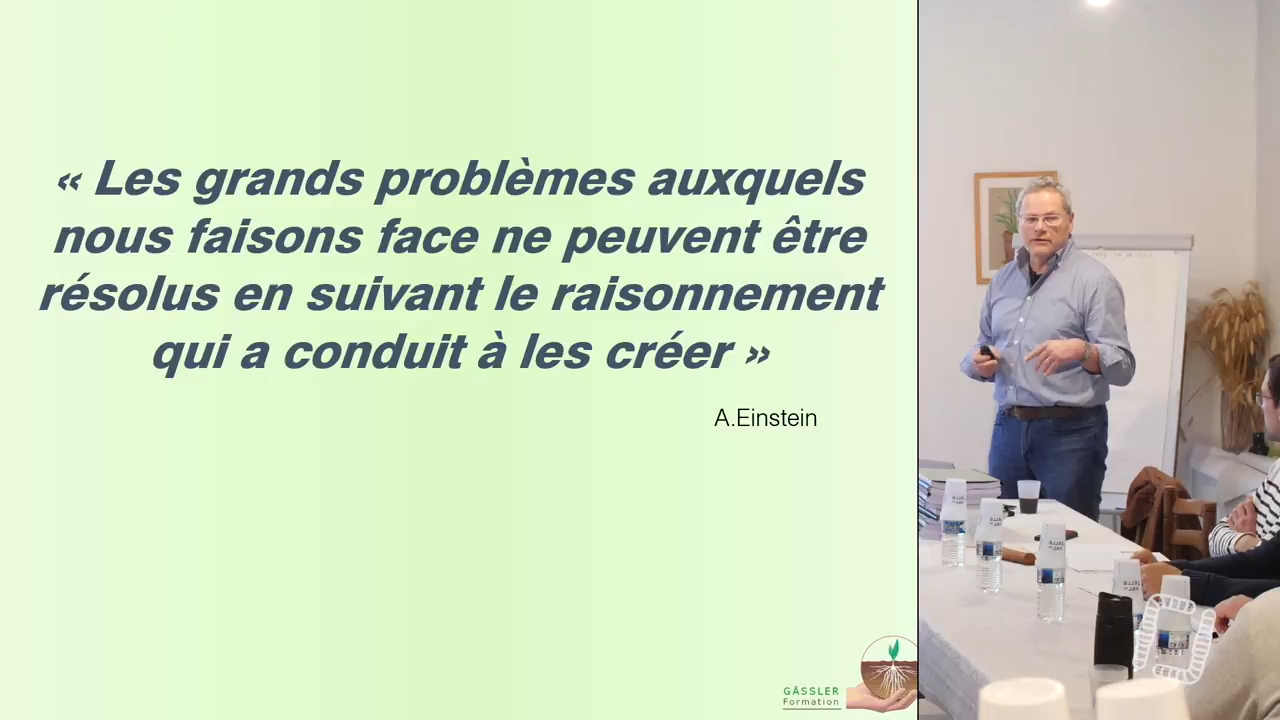 « Les grands problèmes auxquels
nous faisons face ne peuvent être
résolus en suivant le raisonnement
qui a conduit à les créer »
A.Einstein
GÄSSLER
Formation